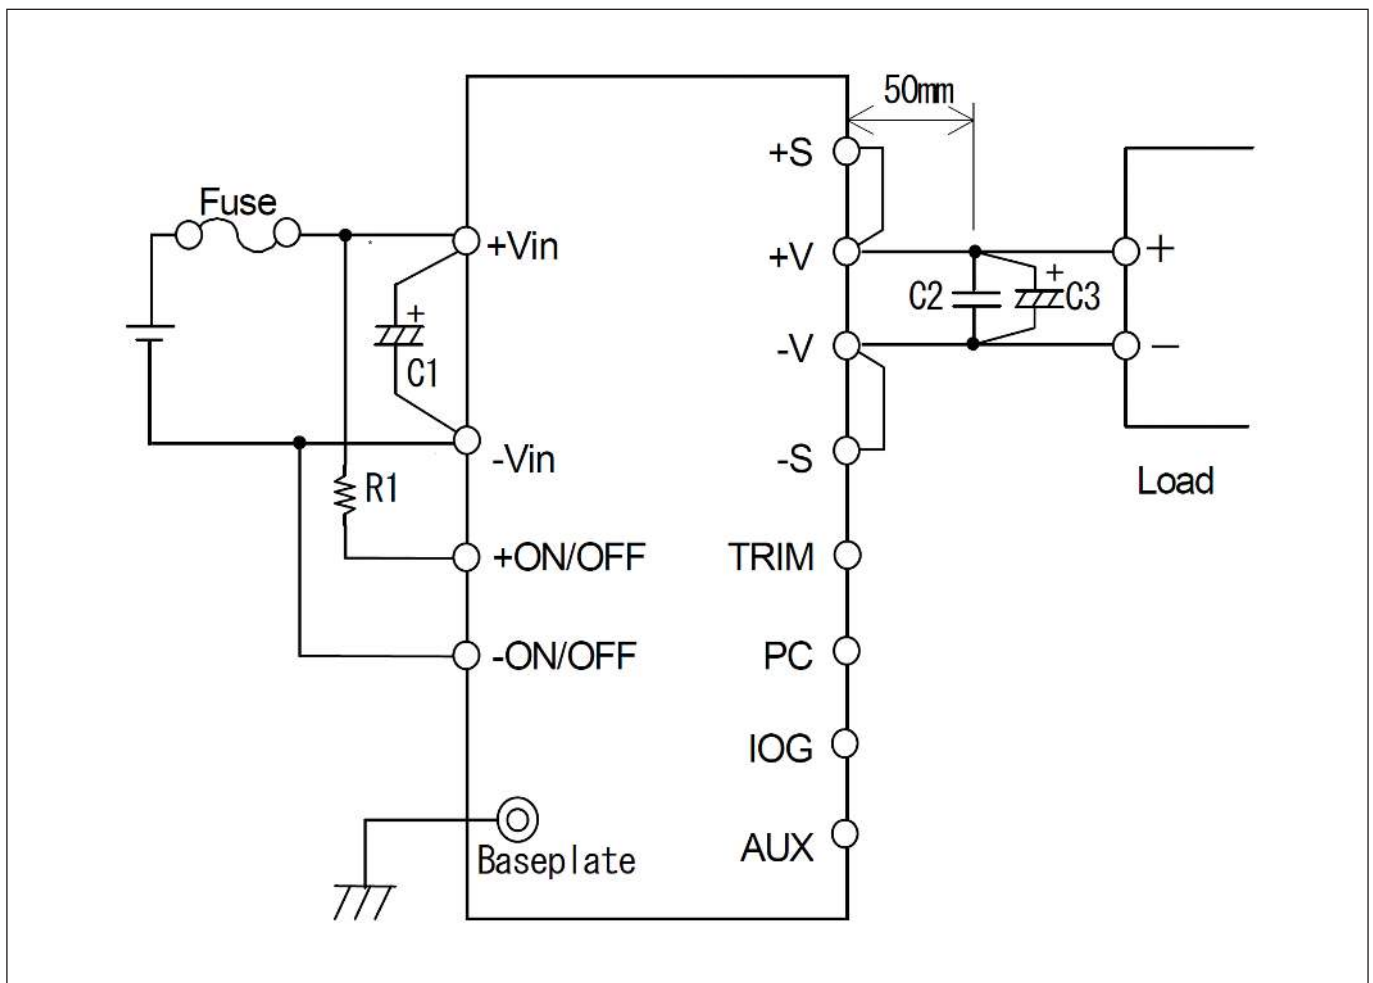 50mm
+S
Fuse
+Vin
+V
+
+
C2
C3
+
C1
-V
−
-Vin
-S
R1
Load
+ON/OFF
TRIM
-ON/OFF
PC
IOG
Baseplate
AUX